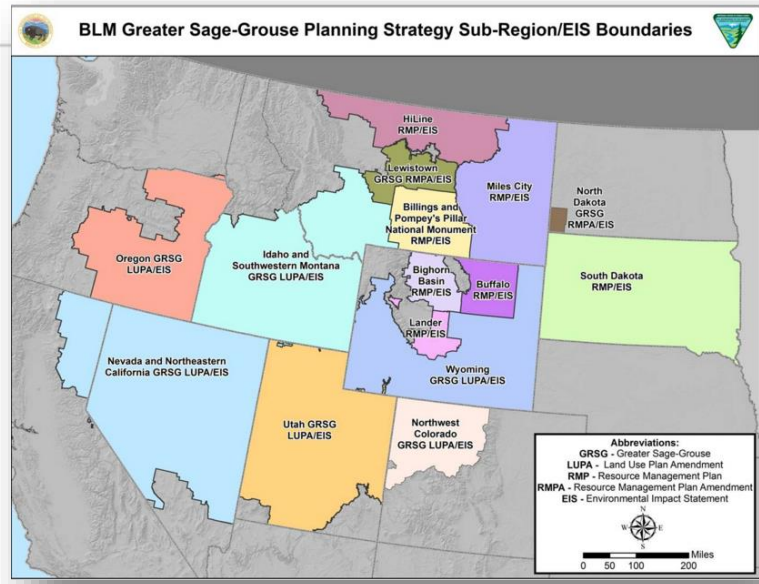 BLM Greater Sage-Grouse Planning Strategy Sub-Region/EIS Boundaries
HiLine
RMP/EIS
Lewistown
GRSG RMPA/EIS
Miles City
RMP/EIS
North
Dakota
GRSG
RMPA/EIS
Billings and
Pompey's Pillar
National Monument
RMP/EIS
Oregon GRSG
LUPA/EIS
Idaho and
Southwestern Montana
GRSG LUPA/EIS
Bighorn
Basin
RMP/EIS
Buffalo
RMP/EIS
South Dakota
RMP/EIS
Lander
RMP/EIS
Wyoming
GRSG LUPA/EIS
Nevada and Northeastern
California GRSG LUPA/EIS
Utah GRSG
LUPA/EIS
Northwest
Colorado
GRSG LUPA/EIS
Abbreviations:
GRSG - Greater Sage-Grouse
LUPA - Land Use Plan Amendment
RMP - Resource Management Plan
RMPA - Resource Management Plan Amendment
EIS - Environmental Impact Statement
N
W E
S
Miles
0 50 100 200